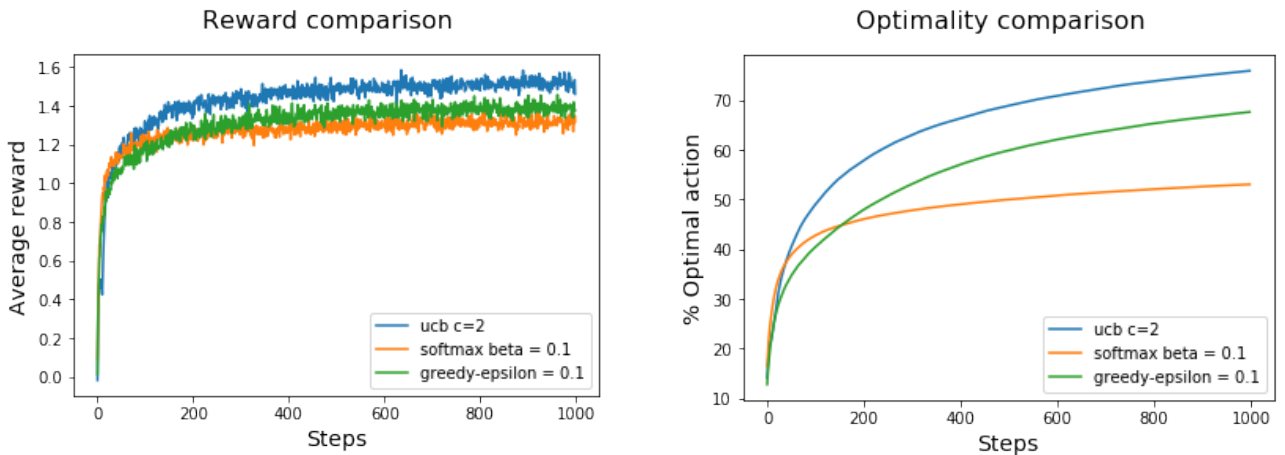 Reward comparison
Average reward
1.6
1.4
1.2
1.0
0.8
0.6
0.4
0.2
0.0
ucb c=2
softmax beta = 0.1
greedy-epsilon = 0.1
0 200 400 600 800 1000
Steps
Optimality comparison
% Optimal action
70
60
50
40
30
20
10
ucb c=2
softmax beta = 0.1
greedy-epsilon = 0.1
0 200 400 600 800 1000
Steps